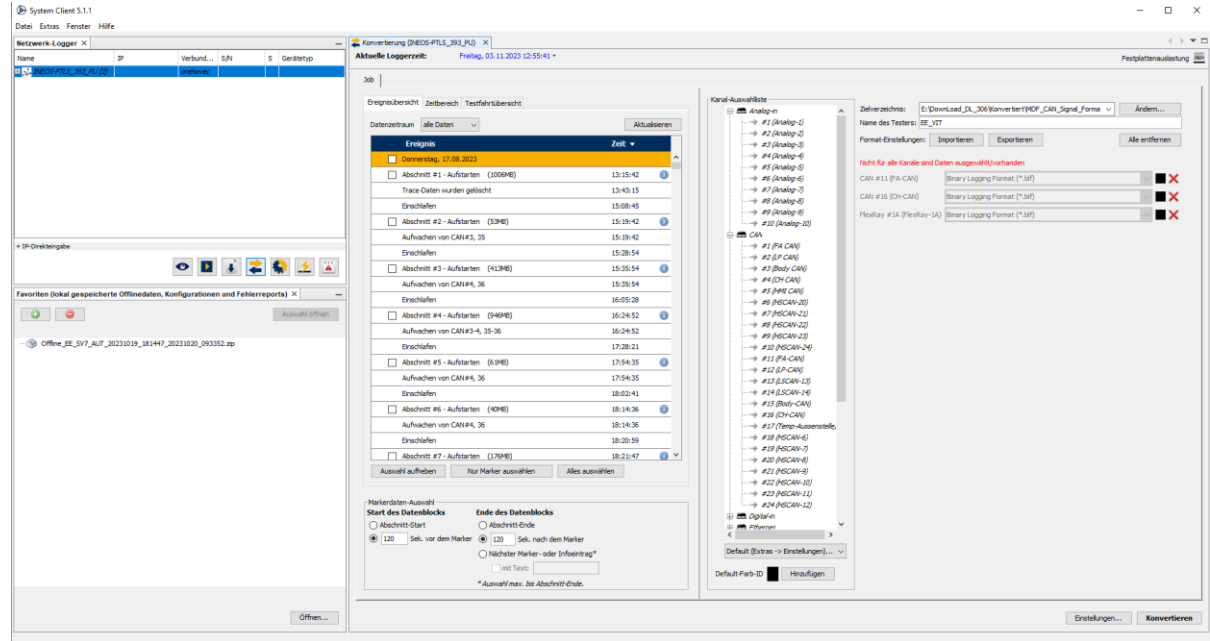 System Client 5.1.1
Datei Extras Fenster Hilfe
Netzwerk-Logger
Name IP Verbund... S/N S Gerätetyp
INEOS-PTLS_393_PU (2)
+ IP-Direkteingabe
Favoriten (lokal gespeicherte Offlinedaten, Konfigurationen und Fehlerreports)
Auswahl öffnen
Offline_EE_SV7_AUT_20231019_181447_20231020_093352.zip
Öffnen...
Konvertierung (INEOS-PTLS_393_PU)
Aktuelle Loggerzeit: Freitag, 03.11.2023 12:55:41
Festplattenauslastung
Job
Ereignisübersicht Zeitbereich Testfahrtübersicht
Datenzeitraum alle Daten Aktualisieren
Ereignis Zeit
Donnerstag, 17.08.2023
Abschnitt #1 - Aufstarten (1006MB) 13:15:42
Trace-Daten wurden gelöscht 13:43:15
Einschlafen 15:08:45
Abschnitt #2 - Aufstarten (53MB) 15:19:42
Aufwachen von CAN#3, 35 15:19:42
Einschlafen 15:28:54
Abschnitt #3 - Aufstarten (413MB) 15:35:54
Aufwachen von CAN#4, 36 15:35:54
Einschlafen 16:05:28
Abschnitt #4 - Aufstarten (946MB) 16:24:52
Aufwachen von CAN#3-4, 35-36 16:24:52
Einschlafen 17:28:21
Abschnitt #5 - Aufstarten (61MB) 17:54:35
Aufwachen von CAN#4, 36 17:54:35
Einschlafen 18:02:41
Abschnitt #6 - Aufstarten (40MB) 18:14:36
Aufwachen von CAN#4, 36 18:14:36
Einschlafen 18:20:59
Abschnitt #7 - Aufstarten (176MB) 18:21:47
Auswahl aufheben Nur Marker auswählen Alles auswählen
Markerdaten-Auswahl
Start des Datenblocks Ende des Datenblocks
Abschnitt-Start Abschnitt-Ende
120 Sek. vor dem Marker 120 Sek. nach dem Marker
Nächster Marker- oder Infoeintrag*
mit Text:
* Auswahl max. bis Abschnitt-Ende.
Kanal-Auswahlliste
Analog-in
#1 (Analog-1)
#2 (Analog-2)
#3 (Analog-3)
#4 (Analog-4)
#5 (Analog-5)
#6 (Analog-6)
#7 (Analog-7)
#8 (Analog-8)
#9 (Analog-9)
#10 (Analog-10)
CAN
#1 (FA CAN)
#2 (LP CAN)
#3 (Body CAN)
#4 (CH CAN)
#5 (HMI CAN)
#6 (HSCAN-20)
#7 (HSCAN-21)
#8 (HSCAN-22)
#9 (HSCAN-23)
#10 (HSCAN-24)
#11 (FA-CAN)
#12 (LP-CAN)
#13 (LSCAN-13)
#14 (LSCAN-14)
#15 (Body-CAN)
#16 (CH-CAN)
#17 (Temp-Aussenstelle,
#18 (HSCAN-6)
#19 (HSCAN-7)
#20 (HSCAN-8)
#21 (HSCAN-9)
#22 (HSCAN-10)
#23 (HSCAN-11)
#24 (HSCAN-12)
Digital-in
Ethernet
Default (Extras -> Einstellungen)...
Default-Farb-ID Hinzufügen
Zielverzeichnis: E:\DownLoad_DL_306\Konvertiert\MDF_CAN_Signal_Forma Ändern...
Name des Testers: EE_VIT
Format-Einstellungen: Importieren Exportieren Alle entfernen
Nicht für alle Kanäle sind Daten ausgewählt/vorhanden
CAN #11 (FA-CAN) Binary Logging Format (*.blf)
CAN #16 (CH-CAN) Binary Logging Format (*.blf)
FlexRay #1A (FlexRay-1A) Binary Logging Format (*.blf)
Einstellungen... Konvertieren